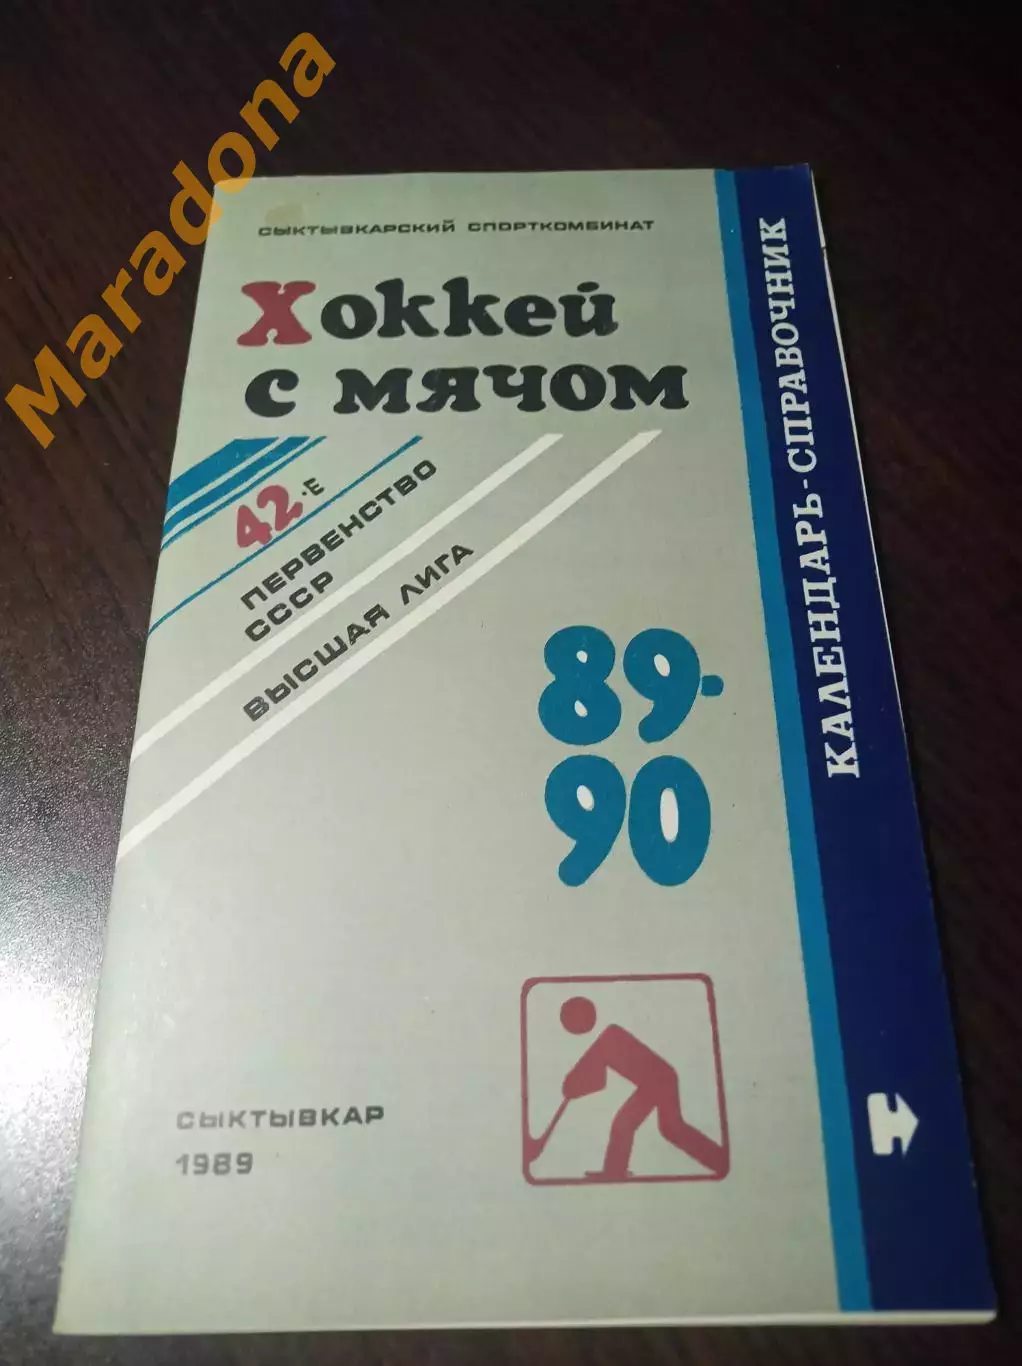 Maradona
СЫКТЫВКАРСКИЙ СПОРТКОМБИНАТ
Хоккей
с мячом
42-Е
ПЕРВЕНСТВО
СССР
ВЫСШАЯ ЛИГА
89-
90
СЫКТЫВКАР
1989
КАЛЕНДАРЬ-СПРАВОЧНИК